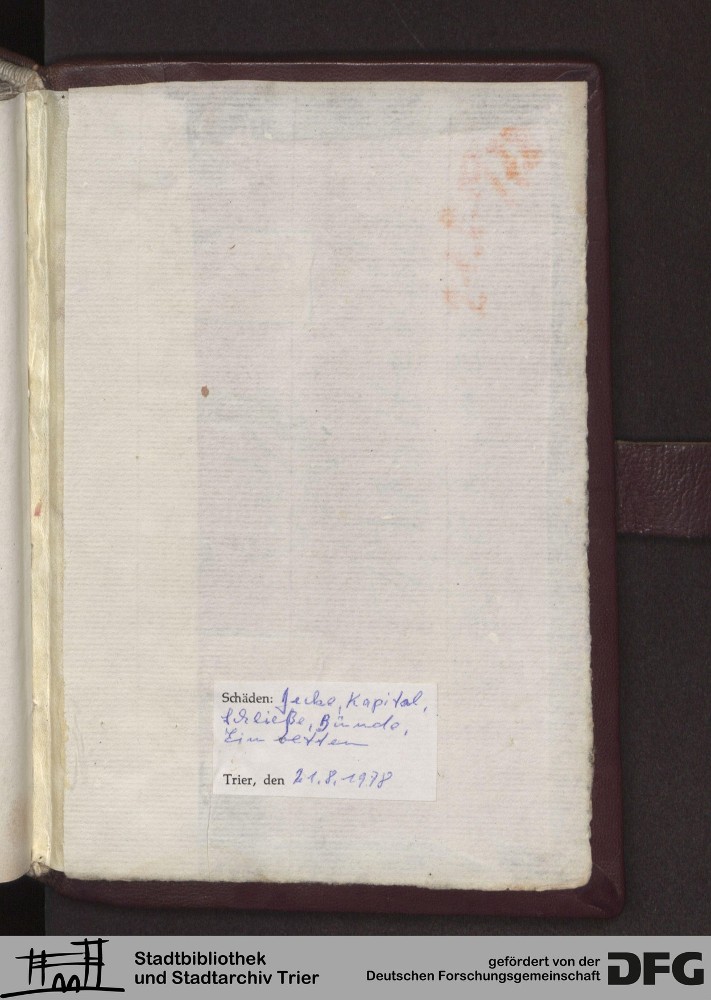 Schäden: Decke, Kapital,
Schließe, Bünde,
Einbetten
Trier, den 21.8.1978
Stadtbibliothek
und Stadtarchiv Trier
gefördert von der
Deutschen Forschungsgemeinschaft
DFG